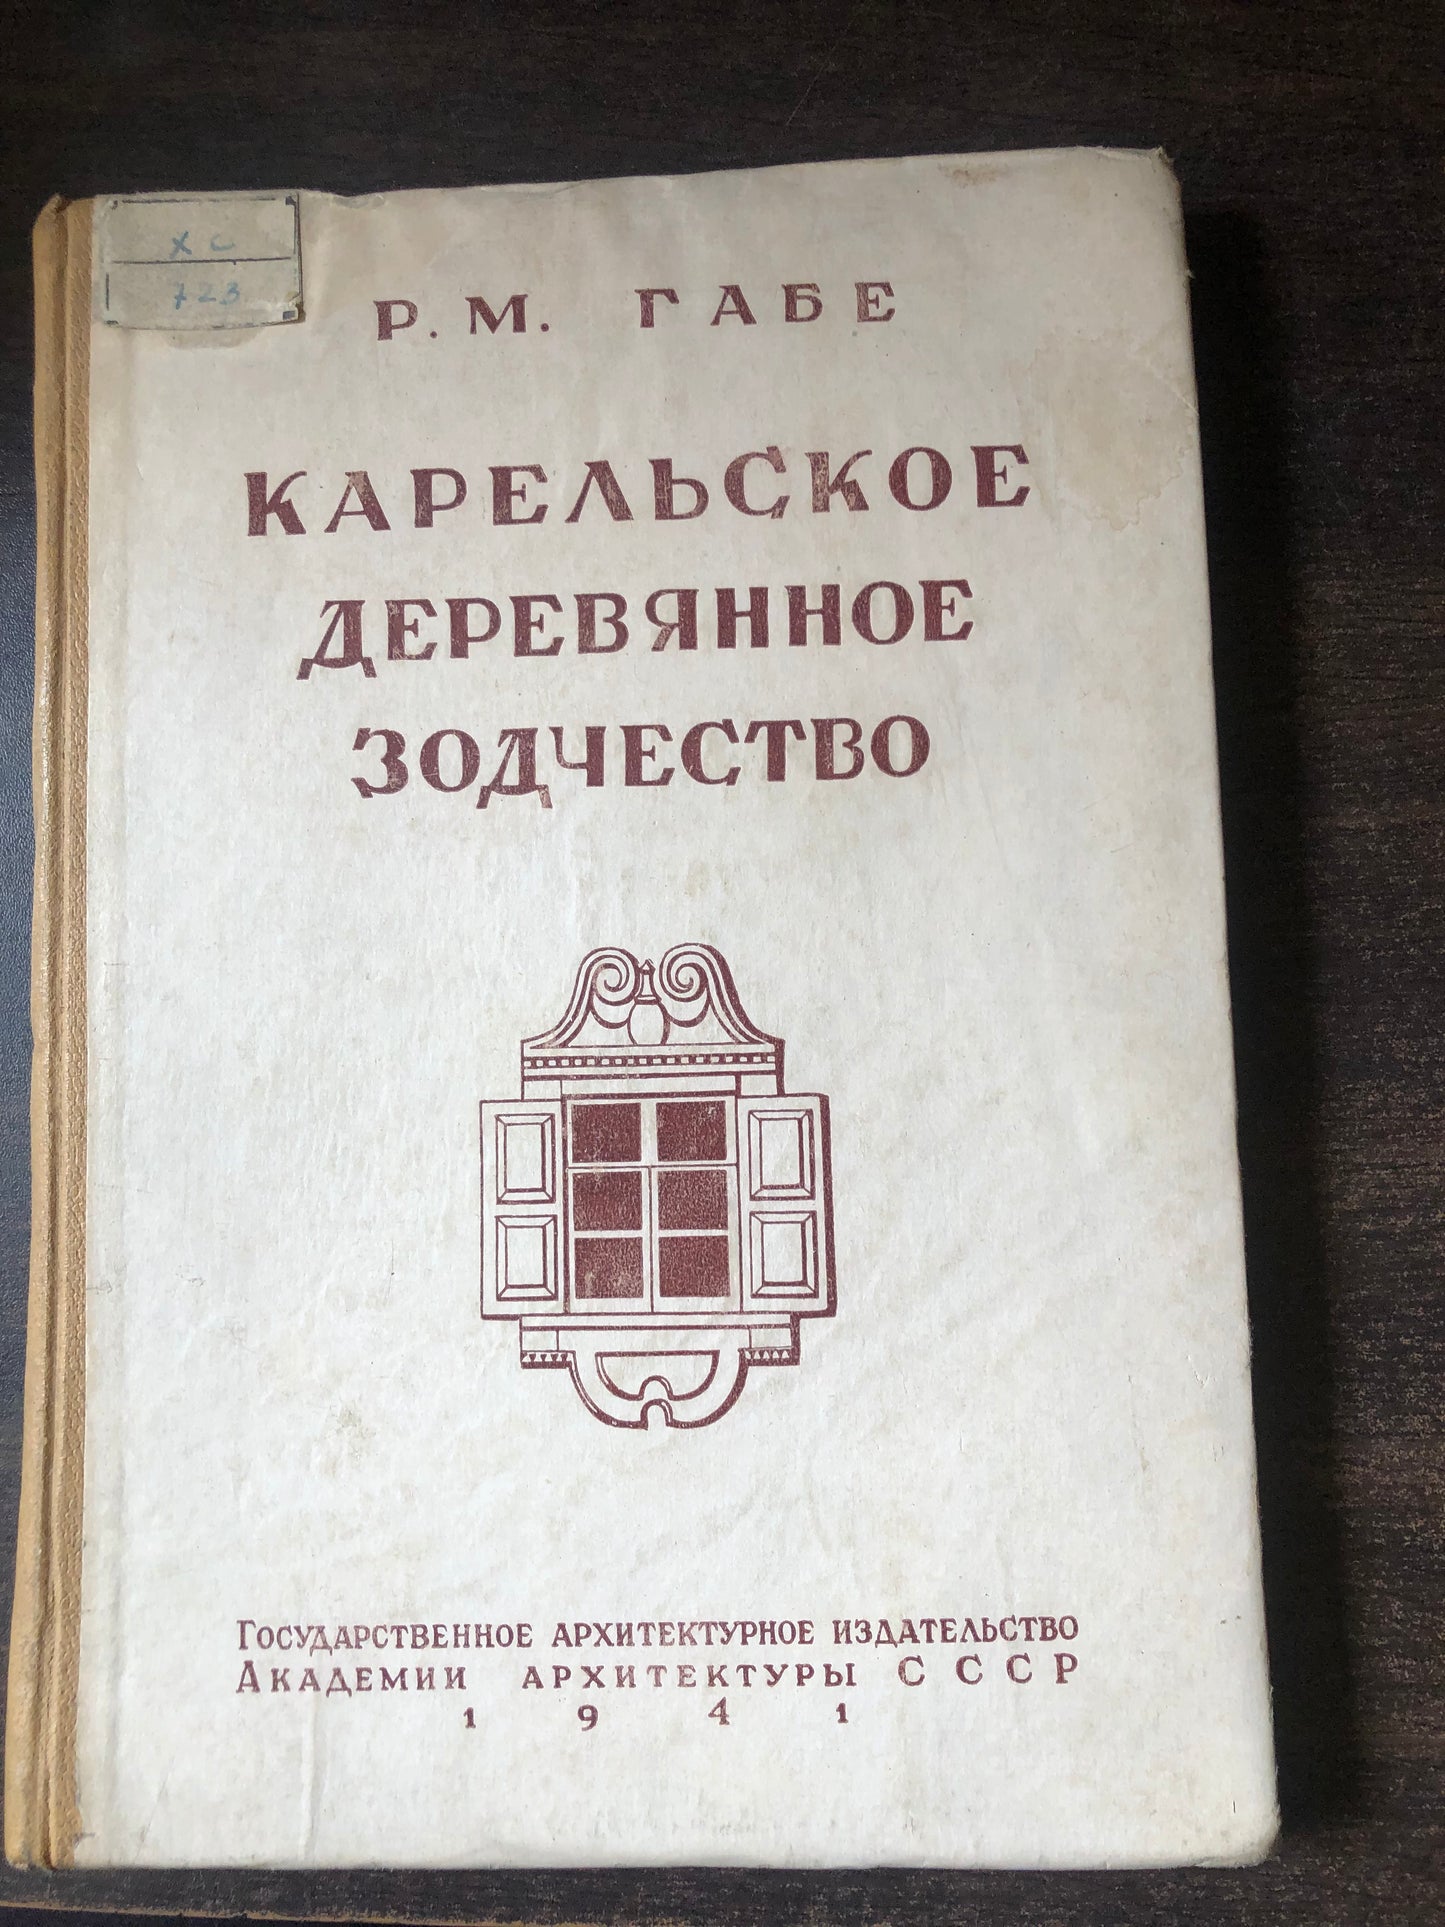 ХС
723
Р. М. ГАБЕ
КАРЕЛЬСКОЕ
ДЕРЕВЯННОЕ
ЗОДЧЕСТВО
ГОСУДАРСТВЕННОЕ АРХИТЕКТУРНОЕ ИЗДАТЕЛЬСТВО
АКАДЕМИИ АРХИТЕКТУРЫ СССР
1941